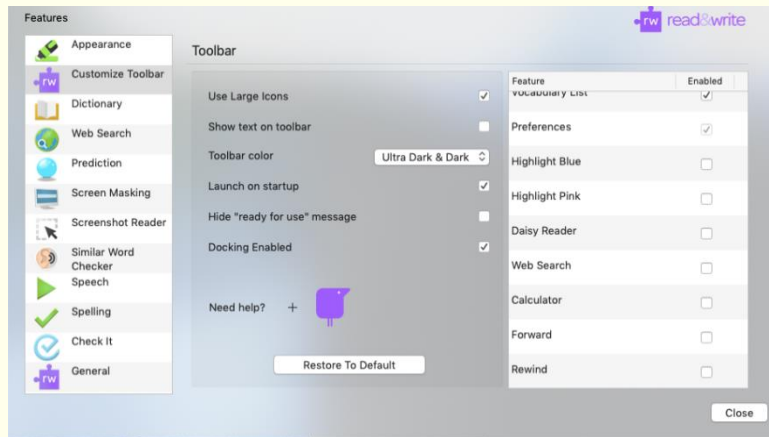 Features
rw read&write
Appearance
Customize Toolbar
Dictionary
Web Search
Prediction
Screen Masking
Screenshot Reader
Similar Word
Checker
Speech
Spelling
Check It
General
Toolbar
Use Large Icons
Show text on toolbar
Toolbar color
Ultra Dark & Dark
Launch on startup
Hide "ready for use" message
Docking Enabled
Need help? +
Restore To Default
Feature Enabled
Vocabulary List
Preferences
Highlight Blue
Highlight Pink
Daisy Reader
Web Search
Calculator
Forward
Rewind
Close